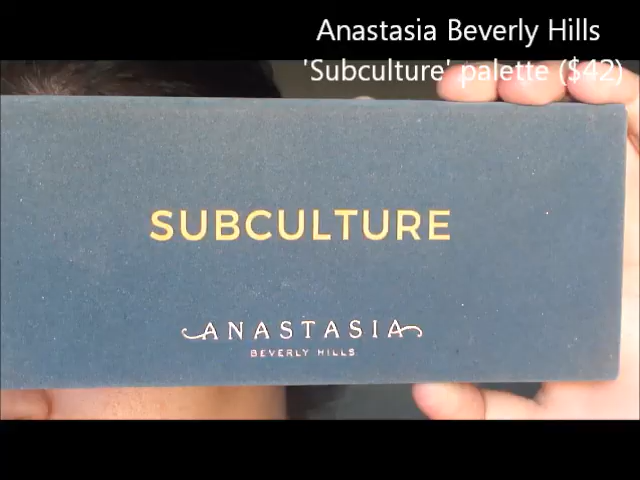 Anastasia Beverly Hills
'Subculture' palette ($42)
SUBCULTURE
ANASTASIA
BEVERLY HILLS